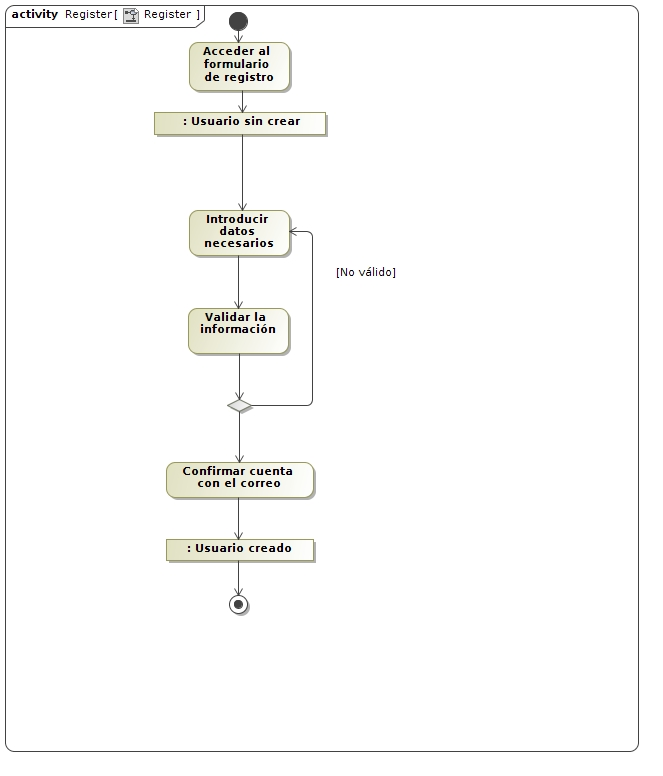 activity Register[ Register ]
Acceder al
formulario
de registro
: Usuario sin crear
Introducir
datos
necesarios
[No válido]
Validar la
información
Confirmar cuenta
con el correo
: Usuario creado